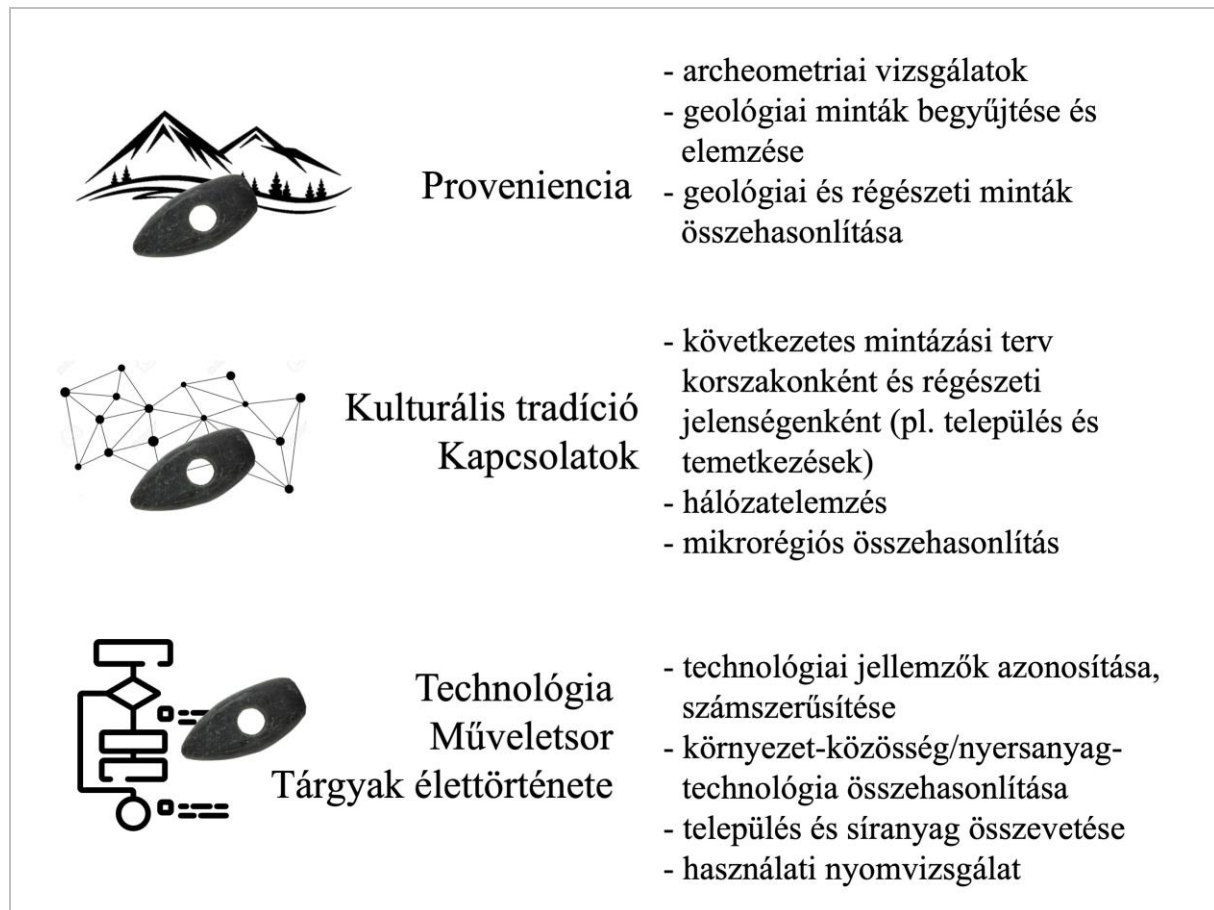 Proveniencia
- archeometriai vizsgálatok
- geológiai minták begyűjtése és
elemzése
- geológiai és régészeti minták
összehasonlítása
Kulturális tradíció
Kapcsolatok
- következetes mintázási terv
korszakonként és régészeti
jelenségenként (pl. település és
temetkezések)
- hálózatelemzés
- mikrorégiós összehasonlítás
Technológia
Műveletsor
Tárgyak élettörténete
- technológiai jellemzők azonosítása,
számszerűsítése
- környezet-közösség/nyersanyag-
technológia összehasonlítása
- település és síranyag összevetése
- használati nyomvizsgálat